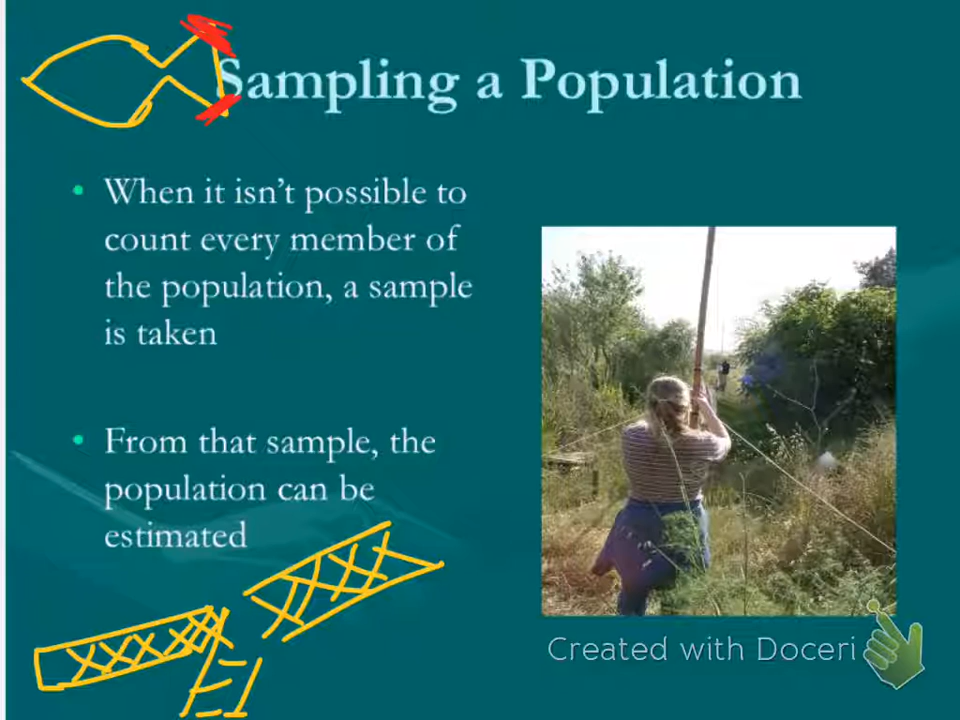 Sampling a Population
• When it isn't possible to
count every member of
the population, a sample
is taken
• From that sample, the
population can be
estimated
Created with Doceri